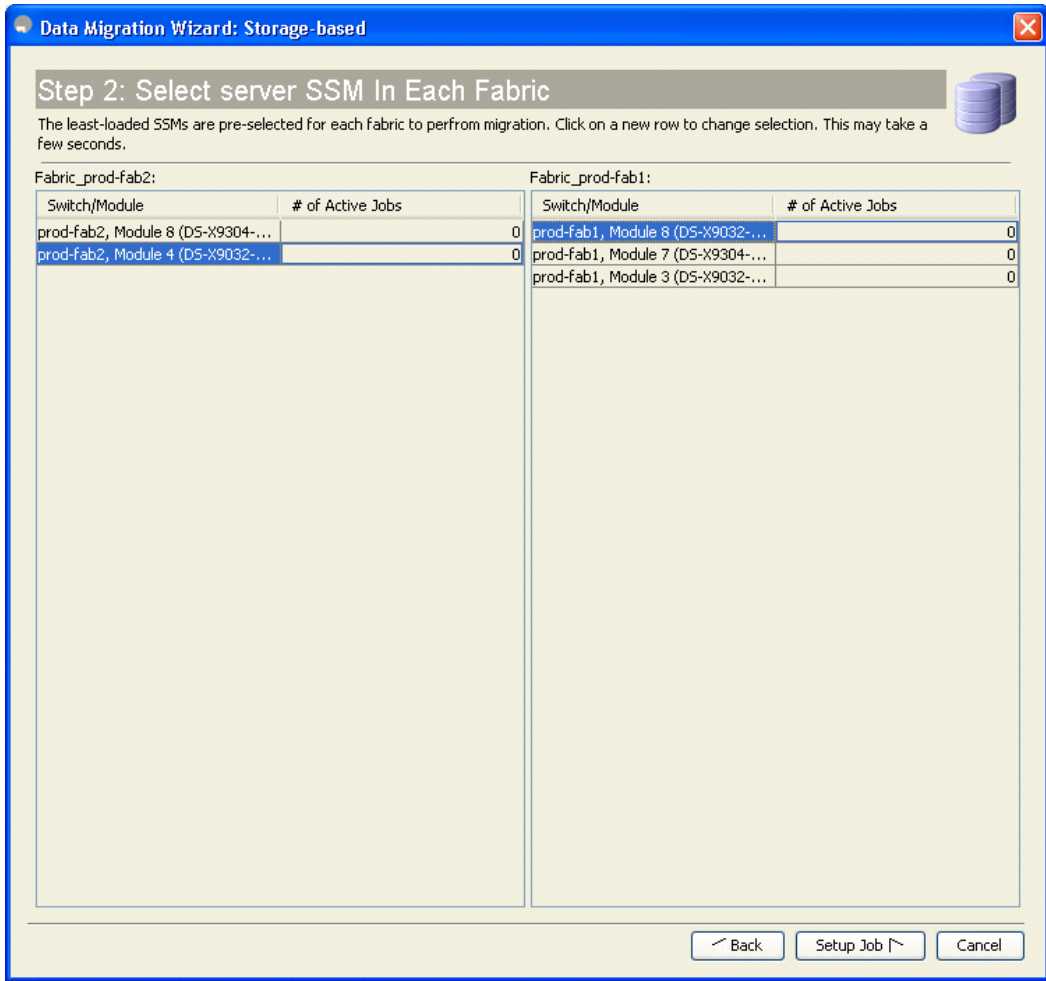 Data Migration Wizard: Storage-based
Step 2: Select server SSM In Each Fabric
The least-loaded SSMs are pre-selected for each fabric to perfrom migration. Click on a new row to change selection. This may take a
few seconds.
Fabric_prod-fab2:
Switch/Module # of Active Jobs
prod-fab2, Module 8 (DS-X9304-... 0
prod-fab2, Module 4 (DS-X9032-... 0
Fabric_prod-fab1:
Switch/Module # of Active Jobs
prod-fab1, Module 8 (DS-X9032-... 0
prod-fab1, Module 7 (DS-X9304-... 0
prod-fab1, Module 3 (DS-X9032-... 0
Back Setup Job Cancel